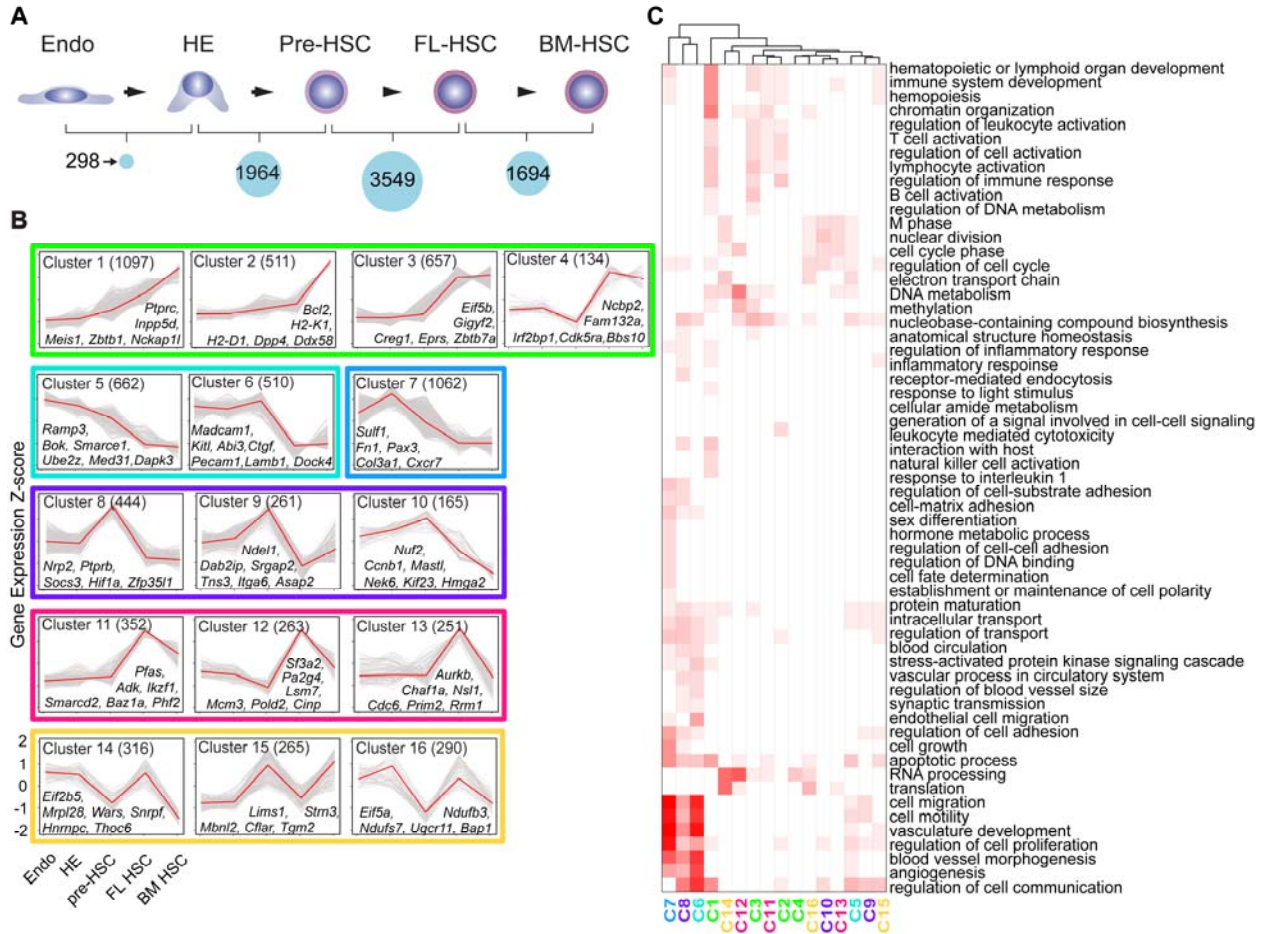 A
Endo
HE
Pre-HSC
FL-HSC
BM-HSC
298
1964
3549
1694
B
Gene Expression Z-score
Cluster 1 (1097)
Ptprc,
Inpp5d,
Meis1, Zbtb1, Nckap1l
Cluster 2 (511)
Bcl2,
H2-K1,
H2-D1, Dpp4, Ddx58
Cluster 3 (657)
Eif5b,
Gigyf2,
Creg1, Eprs, Zbtb7a
Cluster 4 (134)
Ncbp2,
Fam132a,
Irf2bp1,Cdk5ra,Bbs10
Cluster 5 (662)
Ramp3,
Bok, Smarce1,
Ube2z, Med31,Dapk3
Cluster 6 (510)
Madcam1,
Kitl, Abi3,Ctgf,
Pecam1,Lamb1, Dock4
Cluster 7 (1062)
Sulf1,
Fn1, Pax3,
Col3a1, Cxcr7
Cluster 8 (444)
Nrp2, Ptprb,
Socs3, Hif1a, Zfp35l1
Cluster 9 (261)
Ndel1,
Dab2ip, Srgap2,
Tns3, Itga6, Asap2
Cluster 10 (165)
Nuf2,
Ccnb1, Mastl,
Nek6, Kif23, Hmga2
Cluster 11 (352)
Pfas,
Adk, Ikzf1,
Smarcd2, Baz1a, Phf2
Cluster 12 (263)
Sf3a2,
Pa2g4,
Lsm7,
Mcm3, Pold2, Cinp
Cluster 13 (251)
Aurkb,
Chaf1a, Nsl1,
Cdc6, Prim2, Rrm1
2
1
0
-1
-2
Cluster 14 (316)
Eif2b5,
Mrpl28, Wars, Snrpf,
Hnrnpc, Thoc6
Cluster 15 (265)
Lims1, Strn3,
Mbnl2, Cflar, Tgm2
Cluster 16 (290)
Eif5a, Ndufb3,
Ndufs7, Uqcr11, Bap1
Endo
HE
pre-HSC
FL HSC
BM HSC
C
hematopoietic or lymphoid organ development
immune system development
hemopoiesis
chromatin organization
regulation of leukocyte activation
T cell activation
regulation of cell activation
lymphocyte activation
regulation of immune response
B cell activation
regulation of DNA metabolism
M phase
nuclear division
cell cycle phase
regulation of cell cycle
electron transport chain
DNA metabolism
methylation
nucleobase-containing compound biosynthesis
anatomical structure homeostasis
regulation of inflammatory response
inflammatory respoinse
receptor-mediated endocytosis
response to light stimulus
cellular amide metabolism
generation of a signal involved in cell-cell signaling
leukocyte mediated cytotoxicity
interaction with host
natural killer cell activation
response to interleukin 1
regulation of cell-substrate adhesion
cell-matrix adhesion
sex differentiation
hormone metabolic process
regulation of cell-cell adhesion
regulation of DNA binding
cell fate determination
establishment or maintenance of cell polarity
protein maturation
intracellular transport
regulation of transport
blood circulation
stress-activated protein kinase signaling cascade
vascular process in circulatory system
regulation of blood vessel size
synaptic transmission
endothelial cell migration
regulation of cell adhesion
cell growth
apoptotic process
RNA processing
translation
cell migration
cell motility
vasculature development
regulation of cell proliferation
blood vessel morphogenesis
angiogenesis
regulation of cell communication
C7
C8
C6
C1
C14
C12
C3
C11
C2
C4
C16
C10
C13
C5
C9
C15